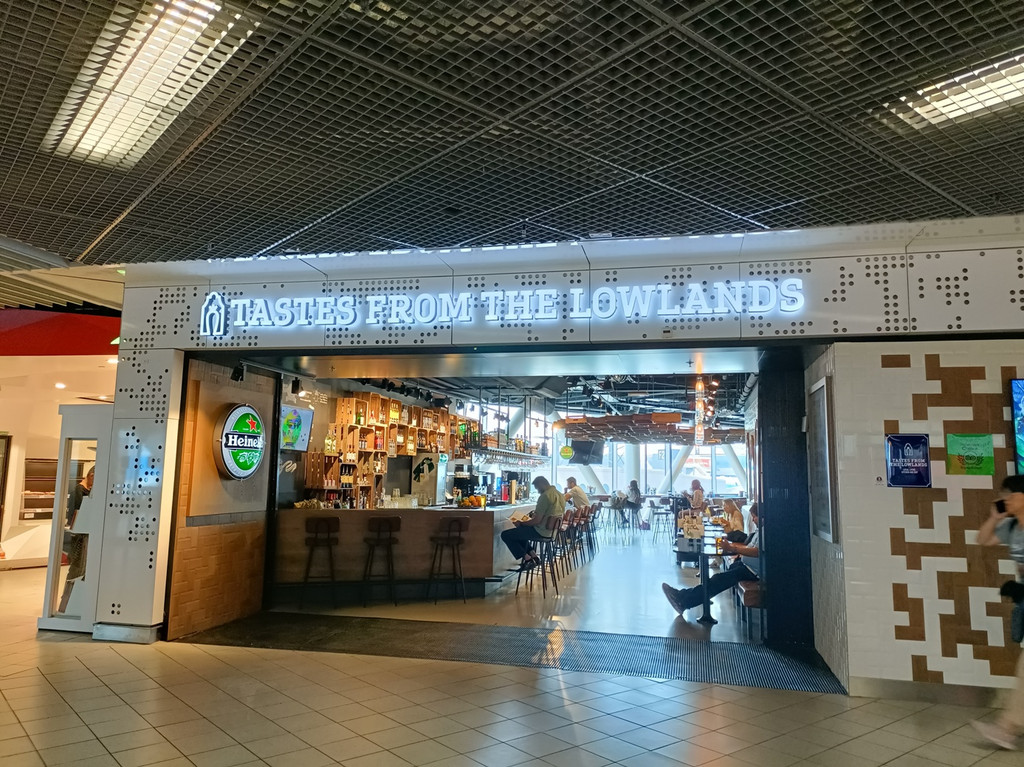 TASTES FROM THE LOWLANDS
Heineken
TASTES FROM
THE LOWLANDS